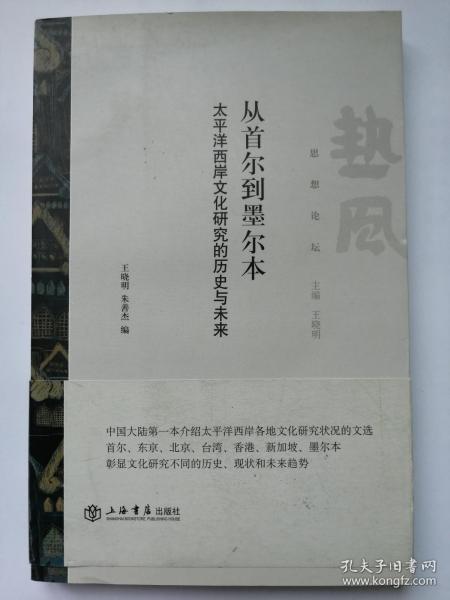 热风
思想论坛 主编 王晓明
从首尔到墨尔本
太平洋西岸文化研究的历史与未来
王晓明 朱善杰 编
中国大陆第一本介绍太平洋西岸各地文化研究状况的文选
首尔、东京、北京、台湾、香港、新加坡、墨尔本
彰显文化研究不同的历史、现状和未来趋势
上海书店出版社
SHANGHAI BOOKSTORE PUBLISHING HOUSE
孔夫子旧书网
www.kongfz.com